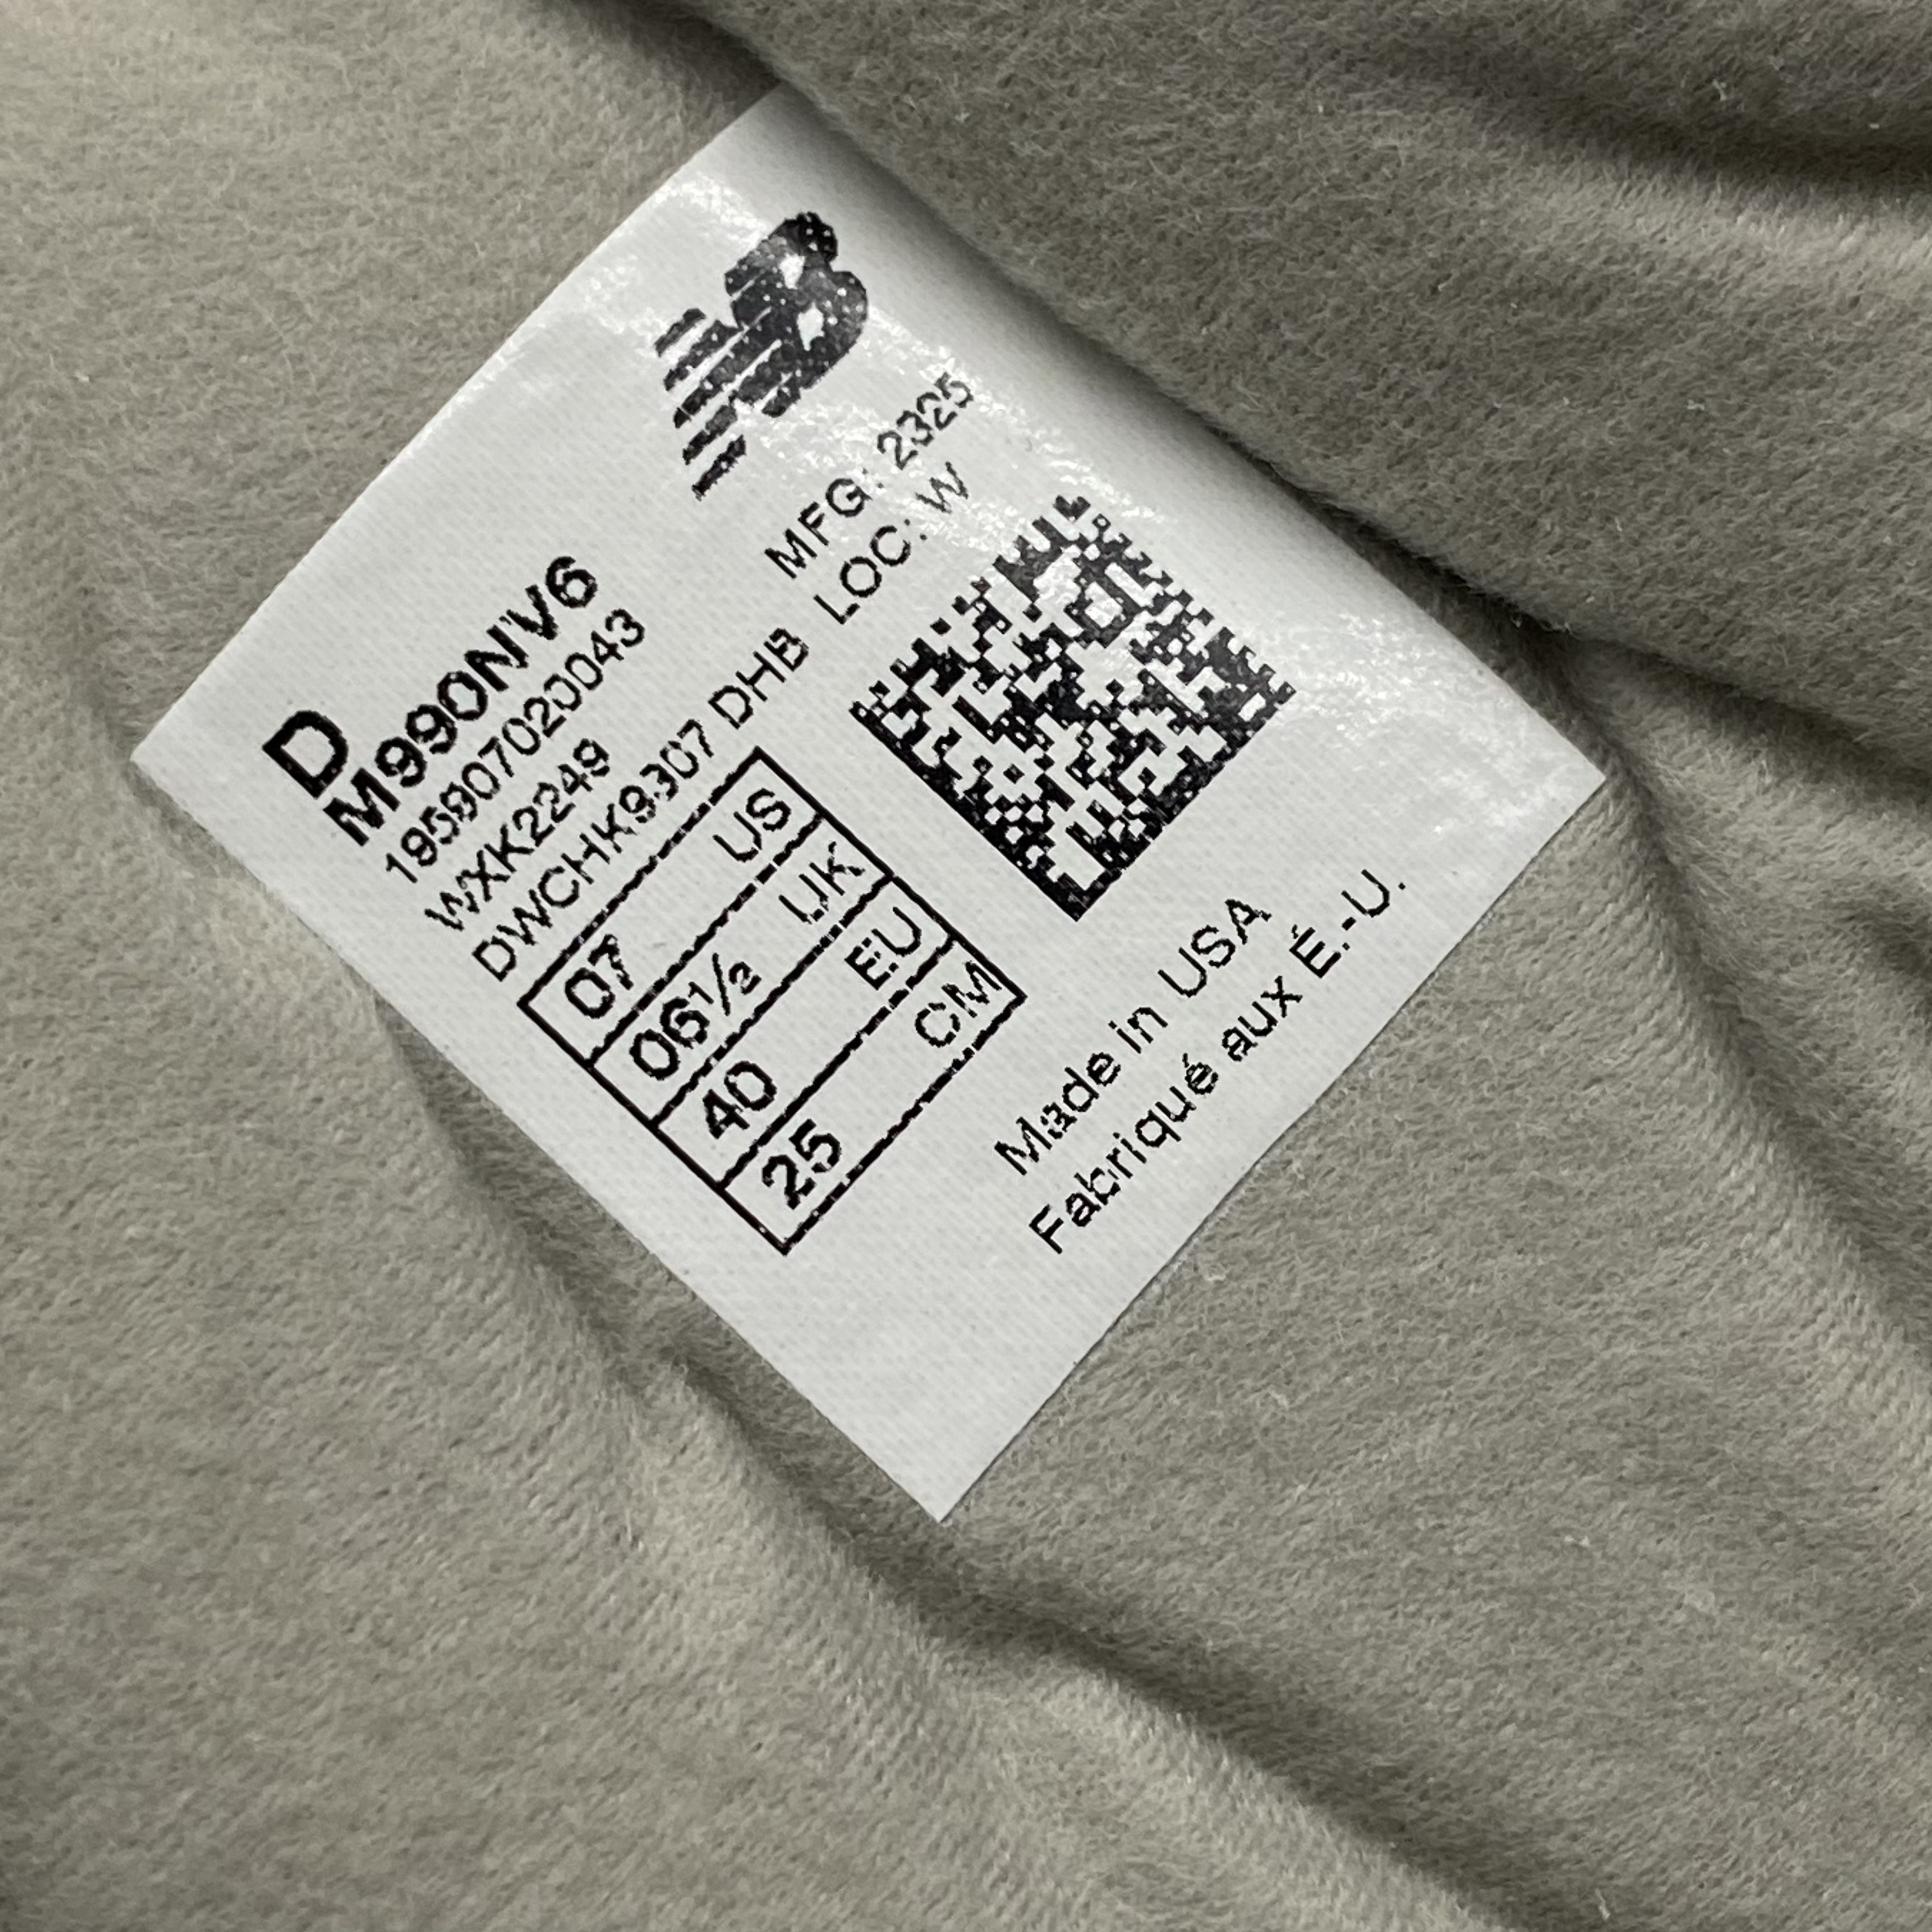 NB
D
M990NV6
195907020043
WXK2249
DWCHK9307 DHB
MFG: 2325
LOC: W
07 US
06½ UK
40 EU
25 CM
Made in USA
Fabriqué aux É.-U.